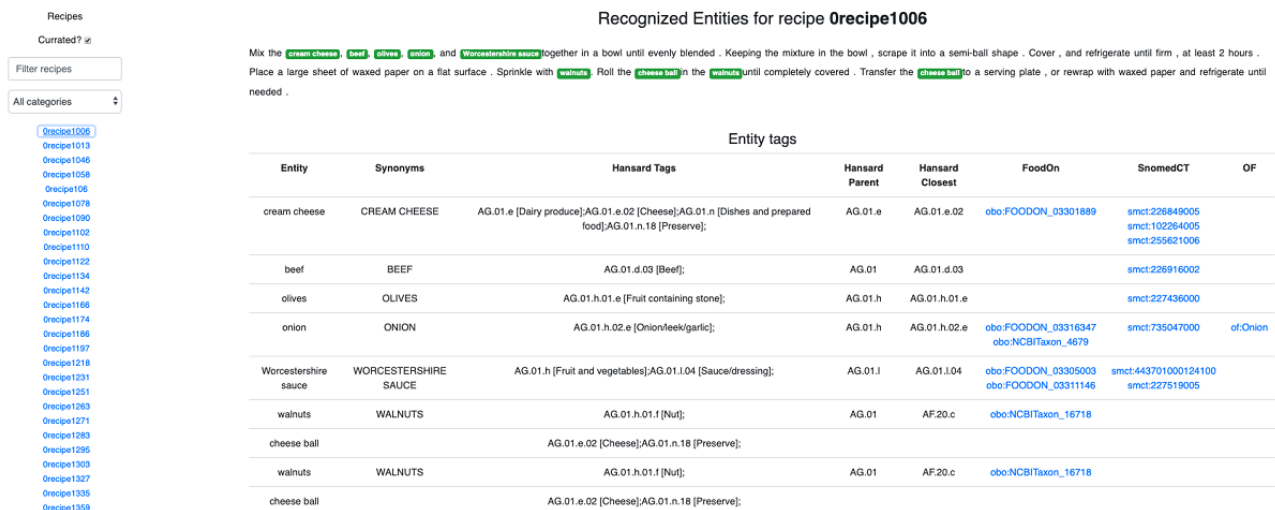 Recipes
Currated?
Filter recipes
All categories
0recipe1006
0recipe1013
0recipe1046
0recipe1058
0recipe106
0recipe1078
0recipe1090
0recipe1102
0recipe1110
0recipe1122
0recipe1134
0recipe1142
0recipe1166
0recipe1174
0recipe1186
0recipe1197
0recipe1218
0recipe1231
0recipe1251
0recipe1263
0recipe1271
0recipe1283
0recipe1295
0recipe1303
0recipe1327
0recipe1335
0recipe1359
Recognized Entities for recipe 0recipe1006
Mix the cream cheese, beef, olives, onion, and Worcestershire sauce together in a bowl until evenly blended . Keeping the mixture in the bowl , scrape it into a semi-ball shape . Cover , and refrigerate until firm , at least 2 hours .
Place a large sheet of waxed paper on a flat surface . Sprinkle with walnuts. Roll the cheese ball in the walnuts until completely covered . Transfer the cheese ball to a serving plate , or rewrap with waxed paper and refrigerate until
needed .
Entity tags
Entity Synonyms Hansard Tags Hansard Parent Hansard Closest FoodOn SnomedCT OF
cream cheese CREAM CHEESE AG.01.e [Dairy produce];AG.01.e.02 [Cheese];AG.01.n [Dishes and prepared AG.01.e AG.01.e.02 obo:FOODON_03301889 smct:226849005
food];AG.01.n.18 [Preserve]; smct:102264005
smct:255621006
beef BEEF AG.01.d.03 [Beef]; AG.01 AG.01.d.03 smct:226916002
olives OLIVES AG.01.h.01.e [Fruit containing stone]; AG.01.h AG.01.h.01.e smct:227436000
onion ONION AG.01.h.02.e [Onion/leek/garlic]; AG.01.h AG.01.h.02.e obo:FOODON_03316347 smct:735047000 of:Onion
obo:NCBITaxon_4679
Worcestershire WORCESTERSHIRE AG.01.h [Fruit and vegetables];AG.01.l.04 [Sauce/dressing]; AG.01.l AG.01.l.04 obo:FOODON_03305003 smct:443701000124100
sauce SAUCE obo:FOODON_03311146 smct:227519005
walnuts WALNUTS AG.01.h.01.f [Nut]; AG.01 AF.20.c obo:NCBITaxon_16718
cheese ball AG.01.e.02 [Cheese];AG.01.n.18 [Preserve];
walnuts WALNUTS AG.01.h.01.f [Nut]; AG.01 AF.20.c obo:NCBITaxon_16718
cheese ball AG.01.e.02 [Cheese];AG.01.n.18 [Preserve];